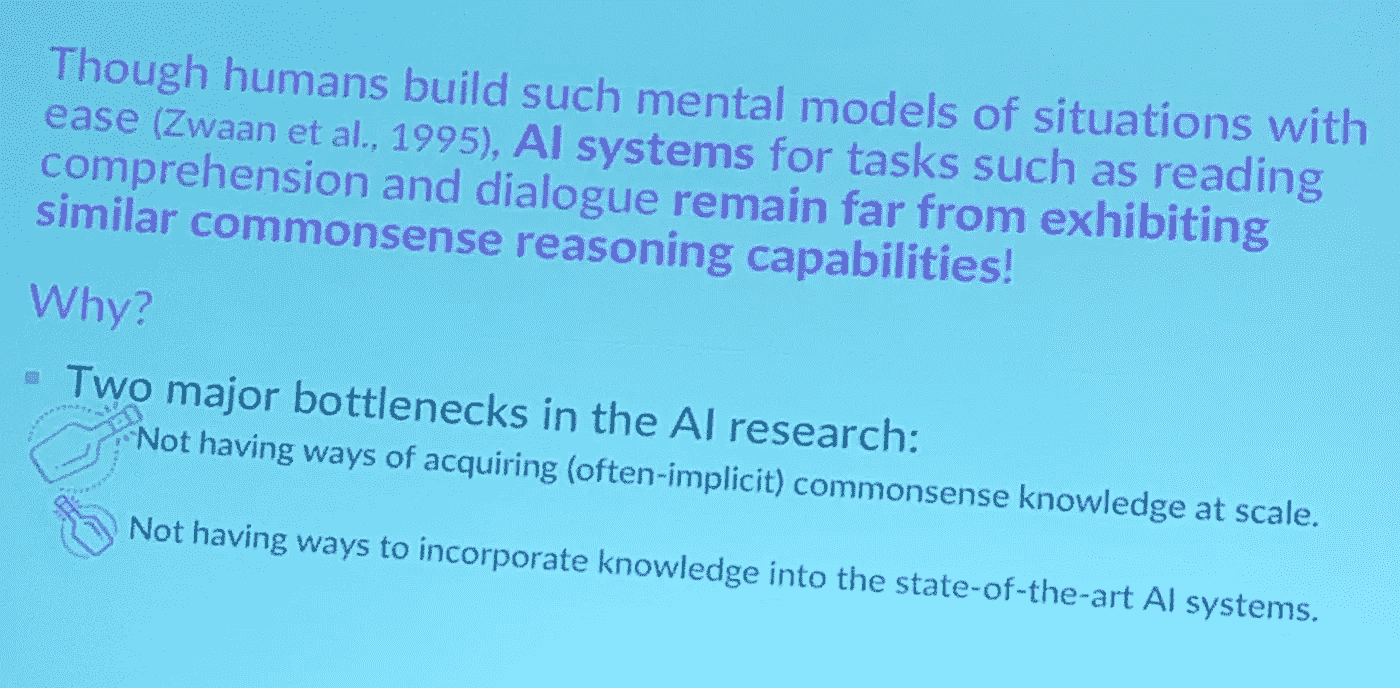 Though humans build such mental models of situations with
ease (Zwaan et al., 1995), AI systems for tasks such as reading
comprehension and dialogue remain far from exhibiting
similar commonsense reasoning capabilities!
Why?
▪ Two major bottlenecks in the AI research:
Not having ways of acquiring (often-implicit) commonsense knowledge at scale.
Not having ways to incorporate knowledge into the state-of-the-art AI systems.